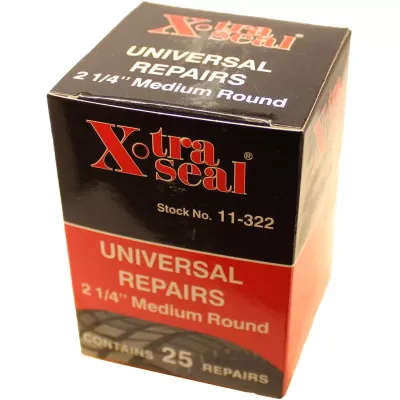 X•tra
seal
UNIVERSAL
REPAIRS
2 1/4" Medium Round
X•tra
seal®
Stock No. 11-322
UNIVERSAL
REPAIRS
2 1/4" Medium Round
CONTAINS 25 REPAIRS